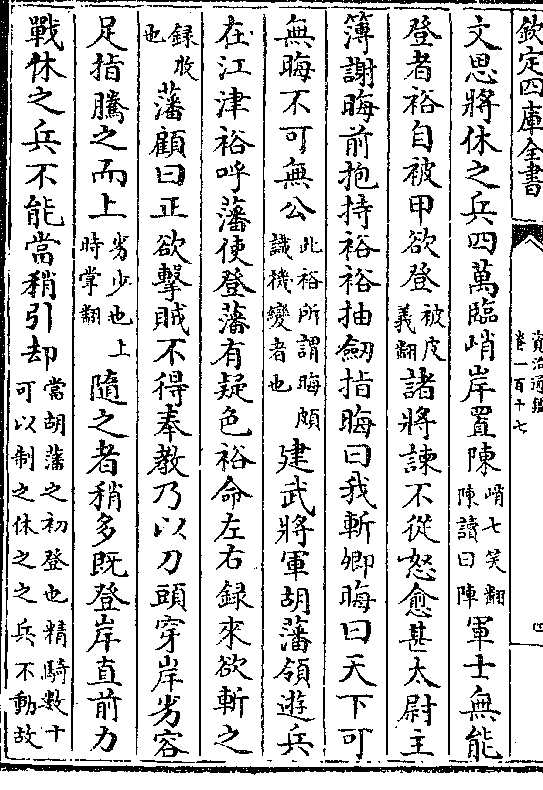 欽定四庫全書
資治通鑑
卷一百十七
四
文思將休之兵四萬臨峭岸置陳峭七笑翻陳讀曰陣軍士無能
登者裕自被甲欲登被皮義翻諸將諫不從怒愈甚太尉主
簿謝晦前抱持裕裕抽劒指晦曰我斬卿晦曰天下可
無晦不可無公此裕所謂晦頗識機變者也建武將軍胡藩領遊兵
在江津裕呼藩使登藩有疑色裕命左右録來欲斬之
録收也藩顧曰正欲擊賊不得奉教乃以刀頭穿岸劣容
足指騰之而上劣少也上時掌翻隨之者稍多既登岸直前力
戰休之兵不能當稍引却當胡藩之初登也精騎數十可以制之休之之兵不動故